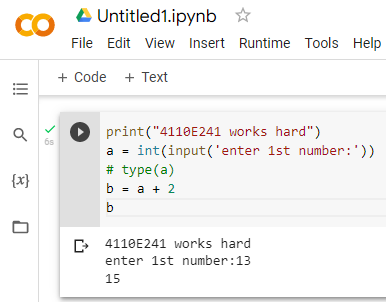 Untitled1.ipynb
File Edit View Insert Runtime Tools Help
+ Code + Text
6s
{x}
print("4110E241 works hard")
a = int(input('enter 1st number:'))
# type(a)
b = a + 2
b
4110E241 works hard
enter 1st number:13
15